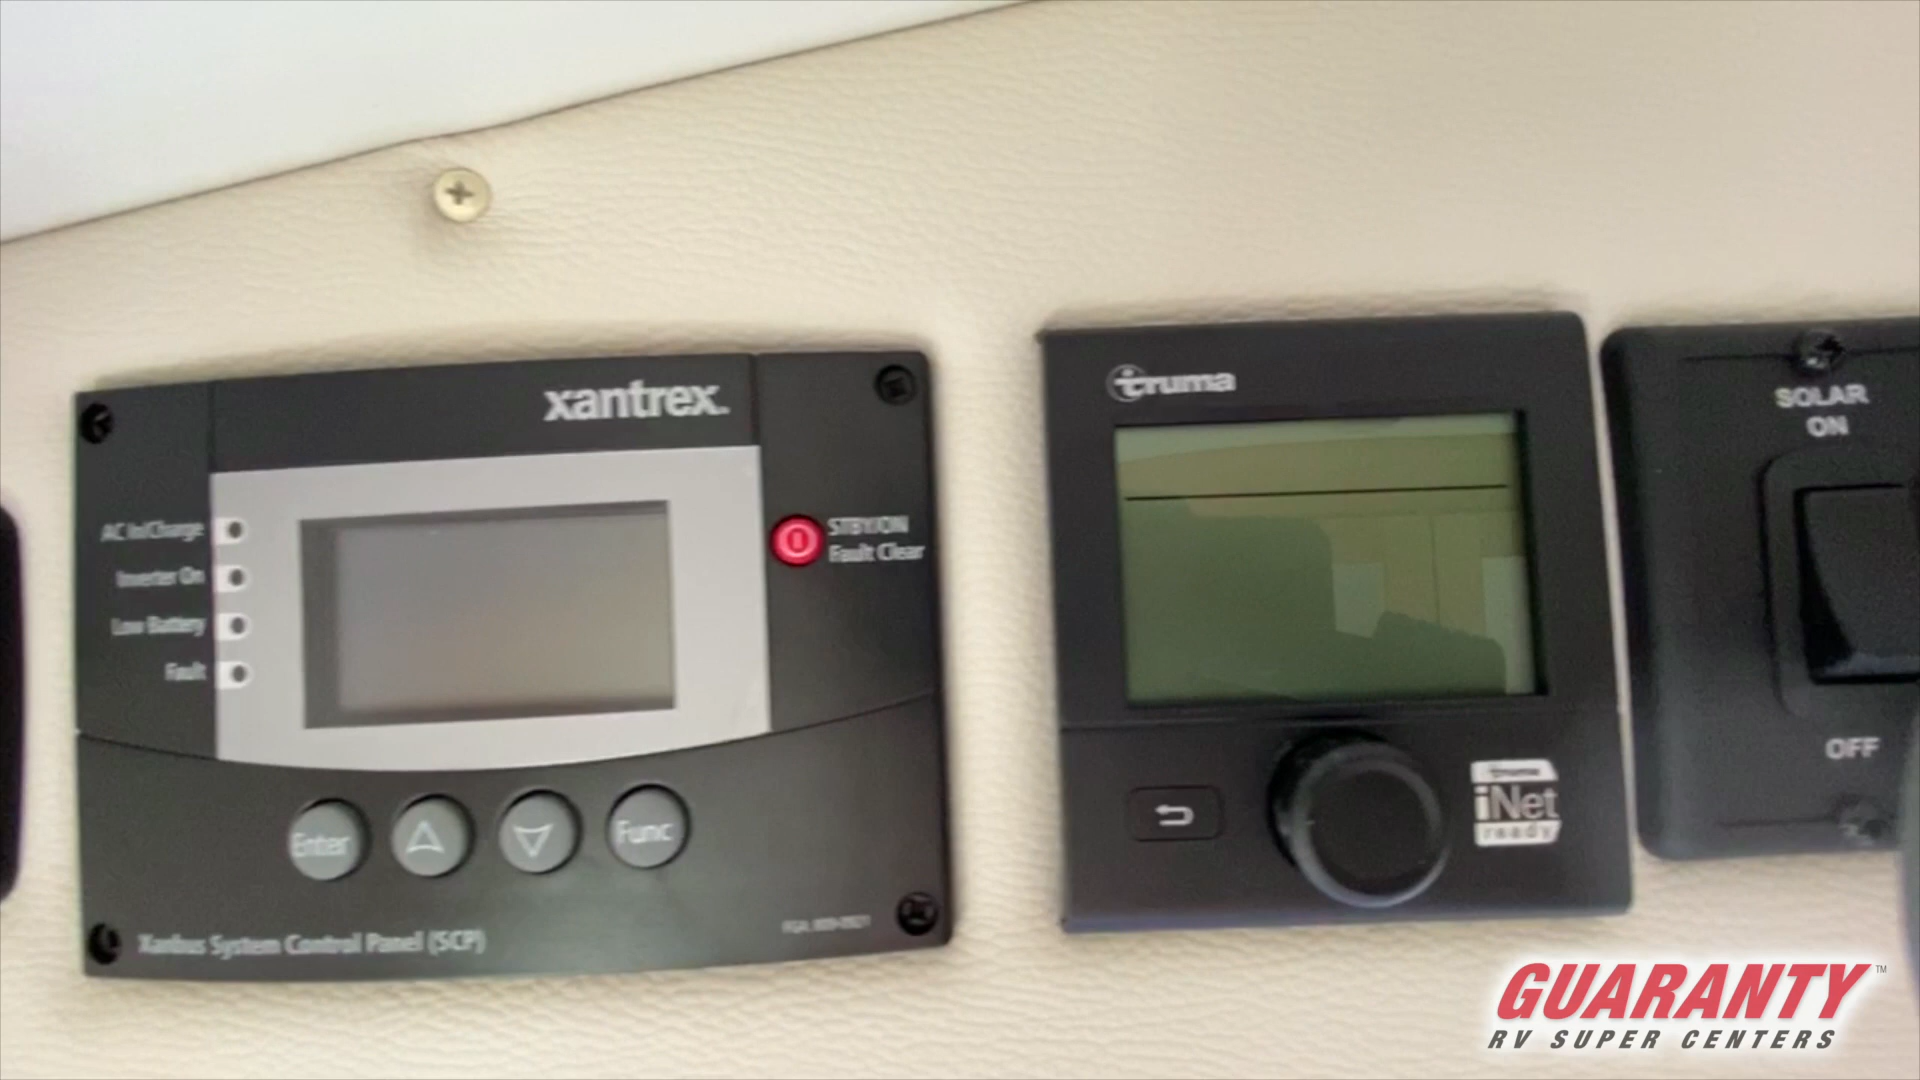 xantrex.
AC In/Charge
Inverter On
Low Battery
Fault
STBY/ON
Fault Clear
Enter
Func
Xanbus System Control Panel (SCP)
truma
truma
iNet
ready
SOLAR
ON
OFF
GUARANTY™
RV SUPER CENTERS